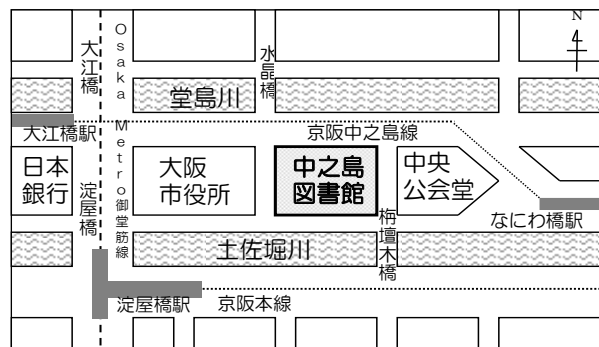 N
大江橋
Osaka Metro御堂筋線
水晶橋
堂島川
大江橋駅
京阪中之島線
日本
銀行
大阪
市役所
中之島
図書館
中央
公会堂
淀屋橋
なにわ橋駅
栴檀木橋
土佐堀川
淀屋橋駅
京阪本線